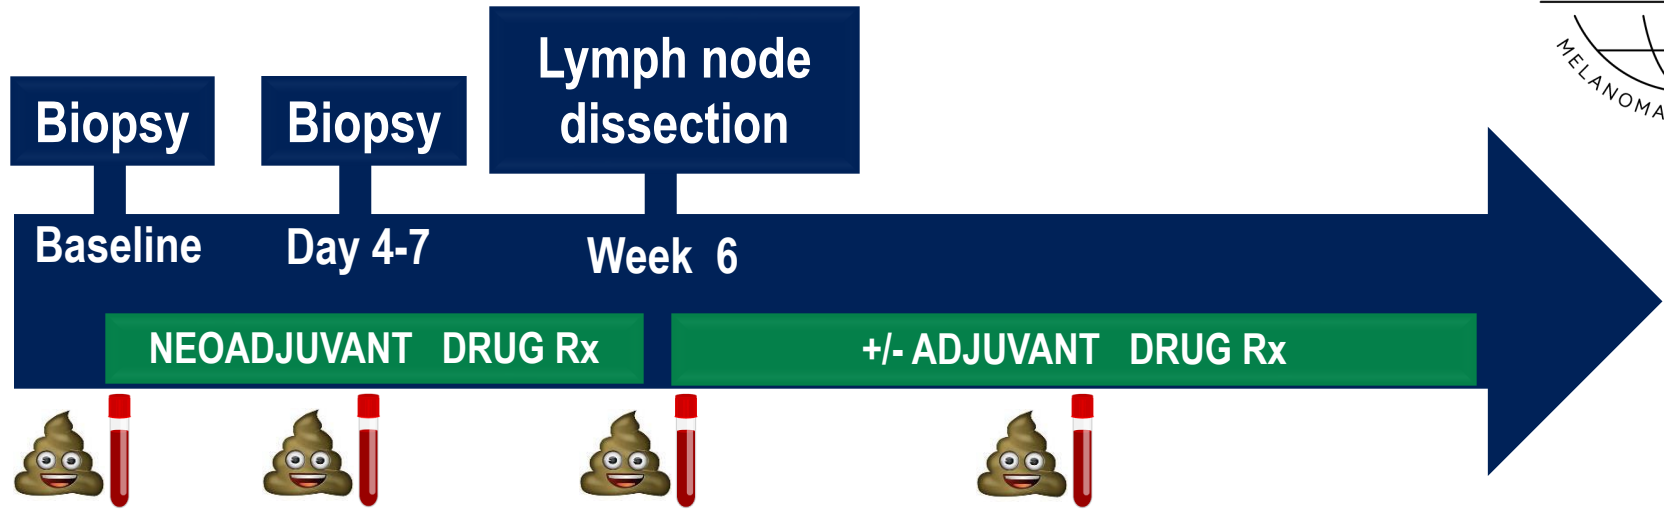 Lymph node
dissection
Biopsy
Biopsy
Baseline
Day 4-7
Week 6
NEOADJUVANT DRUG Rx
+/- ADJUVANT DRUG Rx
MELANOMA